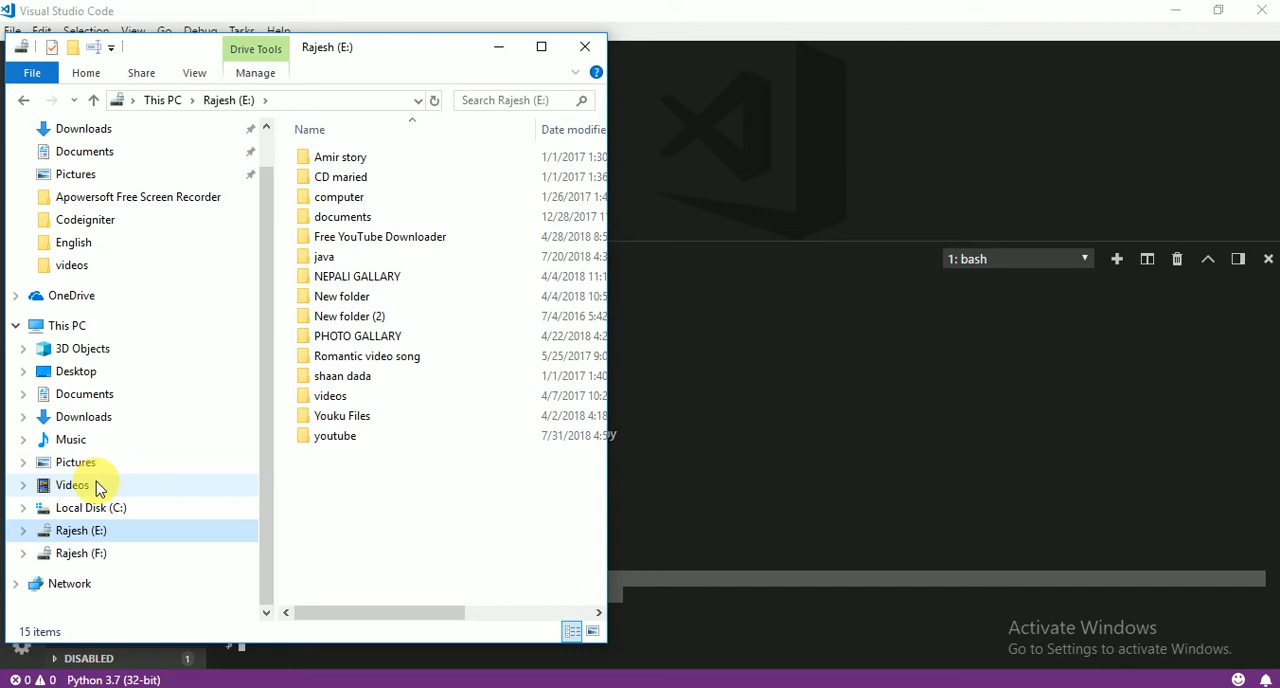 Visual Studio Code
File Edit Selection View Go Debug Tasks Help
Drive Tools Rajesh (E:)
File Home Share View Manage
This PC Rajesh (E:) Search Rajesh (E:)
Downloads
Documents
Pictures
Apowersoft Free Screen Recorder
Codeigniter
English
videos
OneDrive
This PC
3D Objects
Desktop
Documents
Downloads
Music
Pictures
Videos
Local Disk (C:)
Rajesh (E:)
Rajesh (F:)
Network
Name Date modifie
Amir story 1/1/2017 1:30
CD maried 1/1/2017 1:36
computer 1/26/2017 1:4
documents 12/28/2017 1
Free YouTube Downloader 4/28/2018 8:5
java 7/20/2018 4:3
NEPALI GALLARY 4/4/2018 11:1
New folder 4/4/2018 10:5
New folder (2) 7/4/2016 5:42
PHOTO GALLARY 4/22/2018 4:2
Romantic video song 5/25/2017 9:0
shaan dada 1/1/2017 1:40
videos 4/7/2017 10:2
Youku Files 4/2/2018 4:18
youtube 7/31/2018 4:5
15 items
1: bash
Activate Windows
Go to Settings to activate Windows.
DISABLED 1
0 0 Python 3.7 (32-bit)